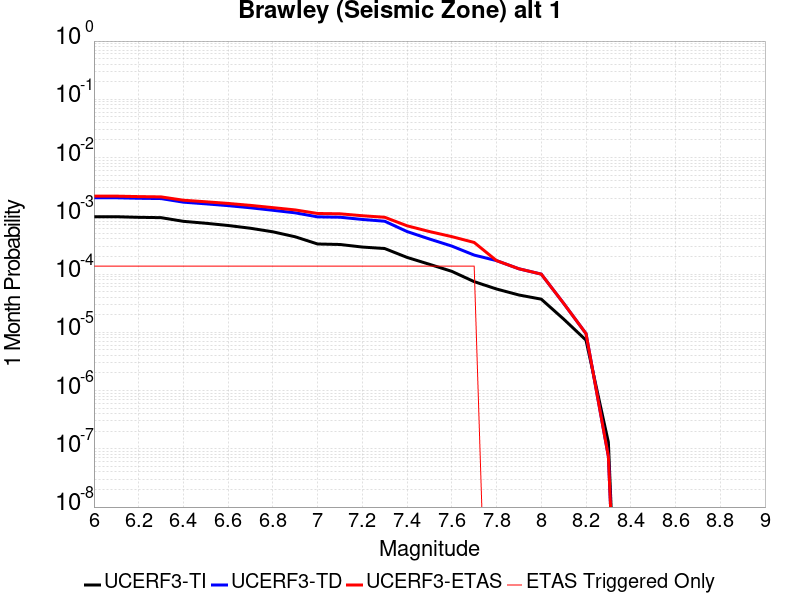 Brawley (Seismic Zone) alt 1
1 Month Probability
10^0
10^-1
10^-2
10^-3
10^-4
10^-5
10^-6
10^-7
10^-8
6 6.2 6.4 6.6 6.8 7 7.2 7.4 7.6 7.8 8 8.2 8.4 8.6 8.8 9
Magnitude
UCERF3-TI UCERF3-TD UCERF3-ETAS ETAS Triggered Only